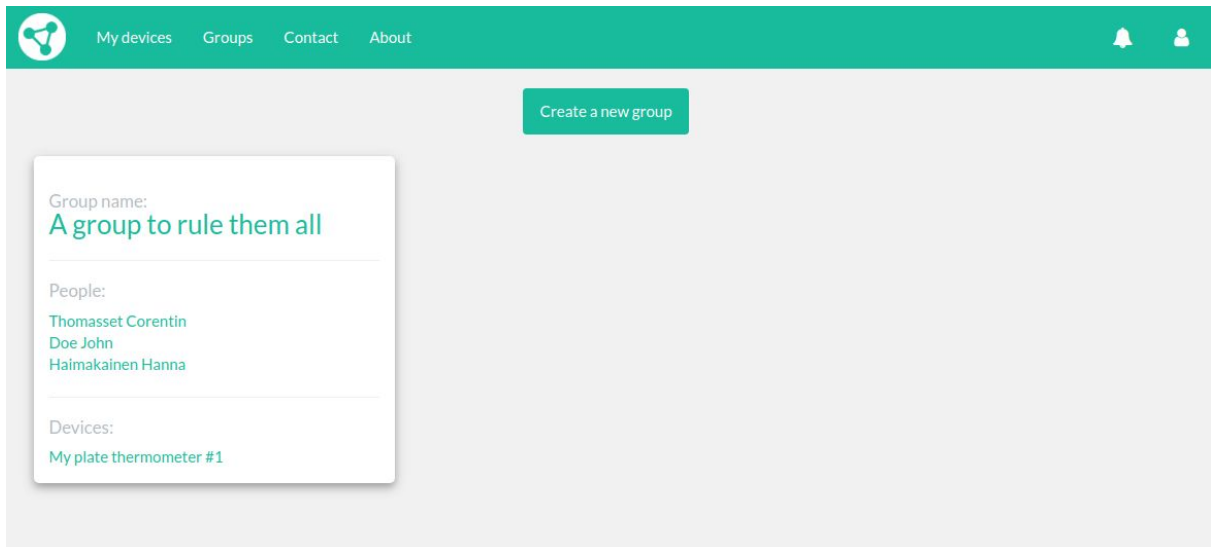 My devices Groups Contact About
Create a new group
Group name:
A group to rule them all
People:
Thomasset Corentin
Doe John
Haimakainen Hanna
Devices:
My plate thermometer #1